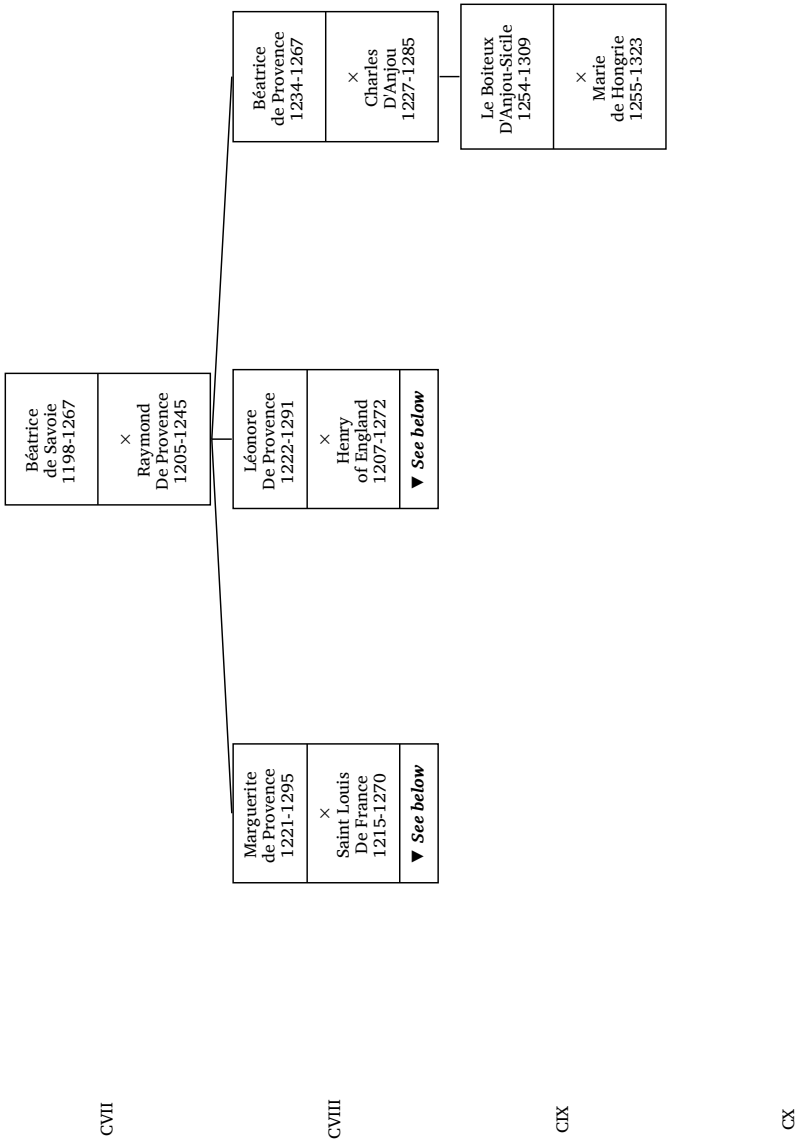 CVII
Béatrice
de Savoie
1198-1267
×
Raymond
De Provence
1205-1245
CVIII
Marguerite
de Provence
1221-1295
×
Saint Louis
De France
1215-1270
▼ See below
Léonore
De Provence
1222-1291
×
Henry
of England
1207-1272
▼ See below
Béatrice
de Provence
1234-1267
×
Charles
D'Anjou
1227-1285
CIX
Le Boiteux
D'Anjou-Sicile
1254-1309
×
Marie
de Hongrie
1255-1323
CX